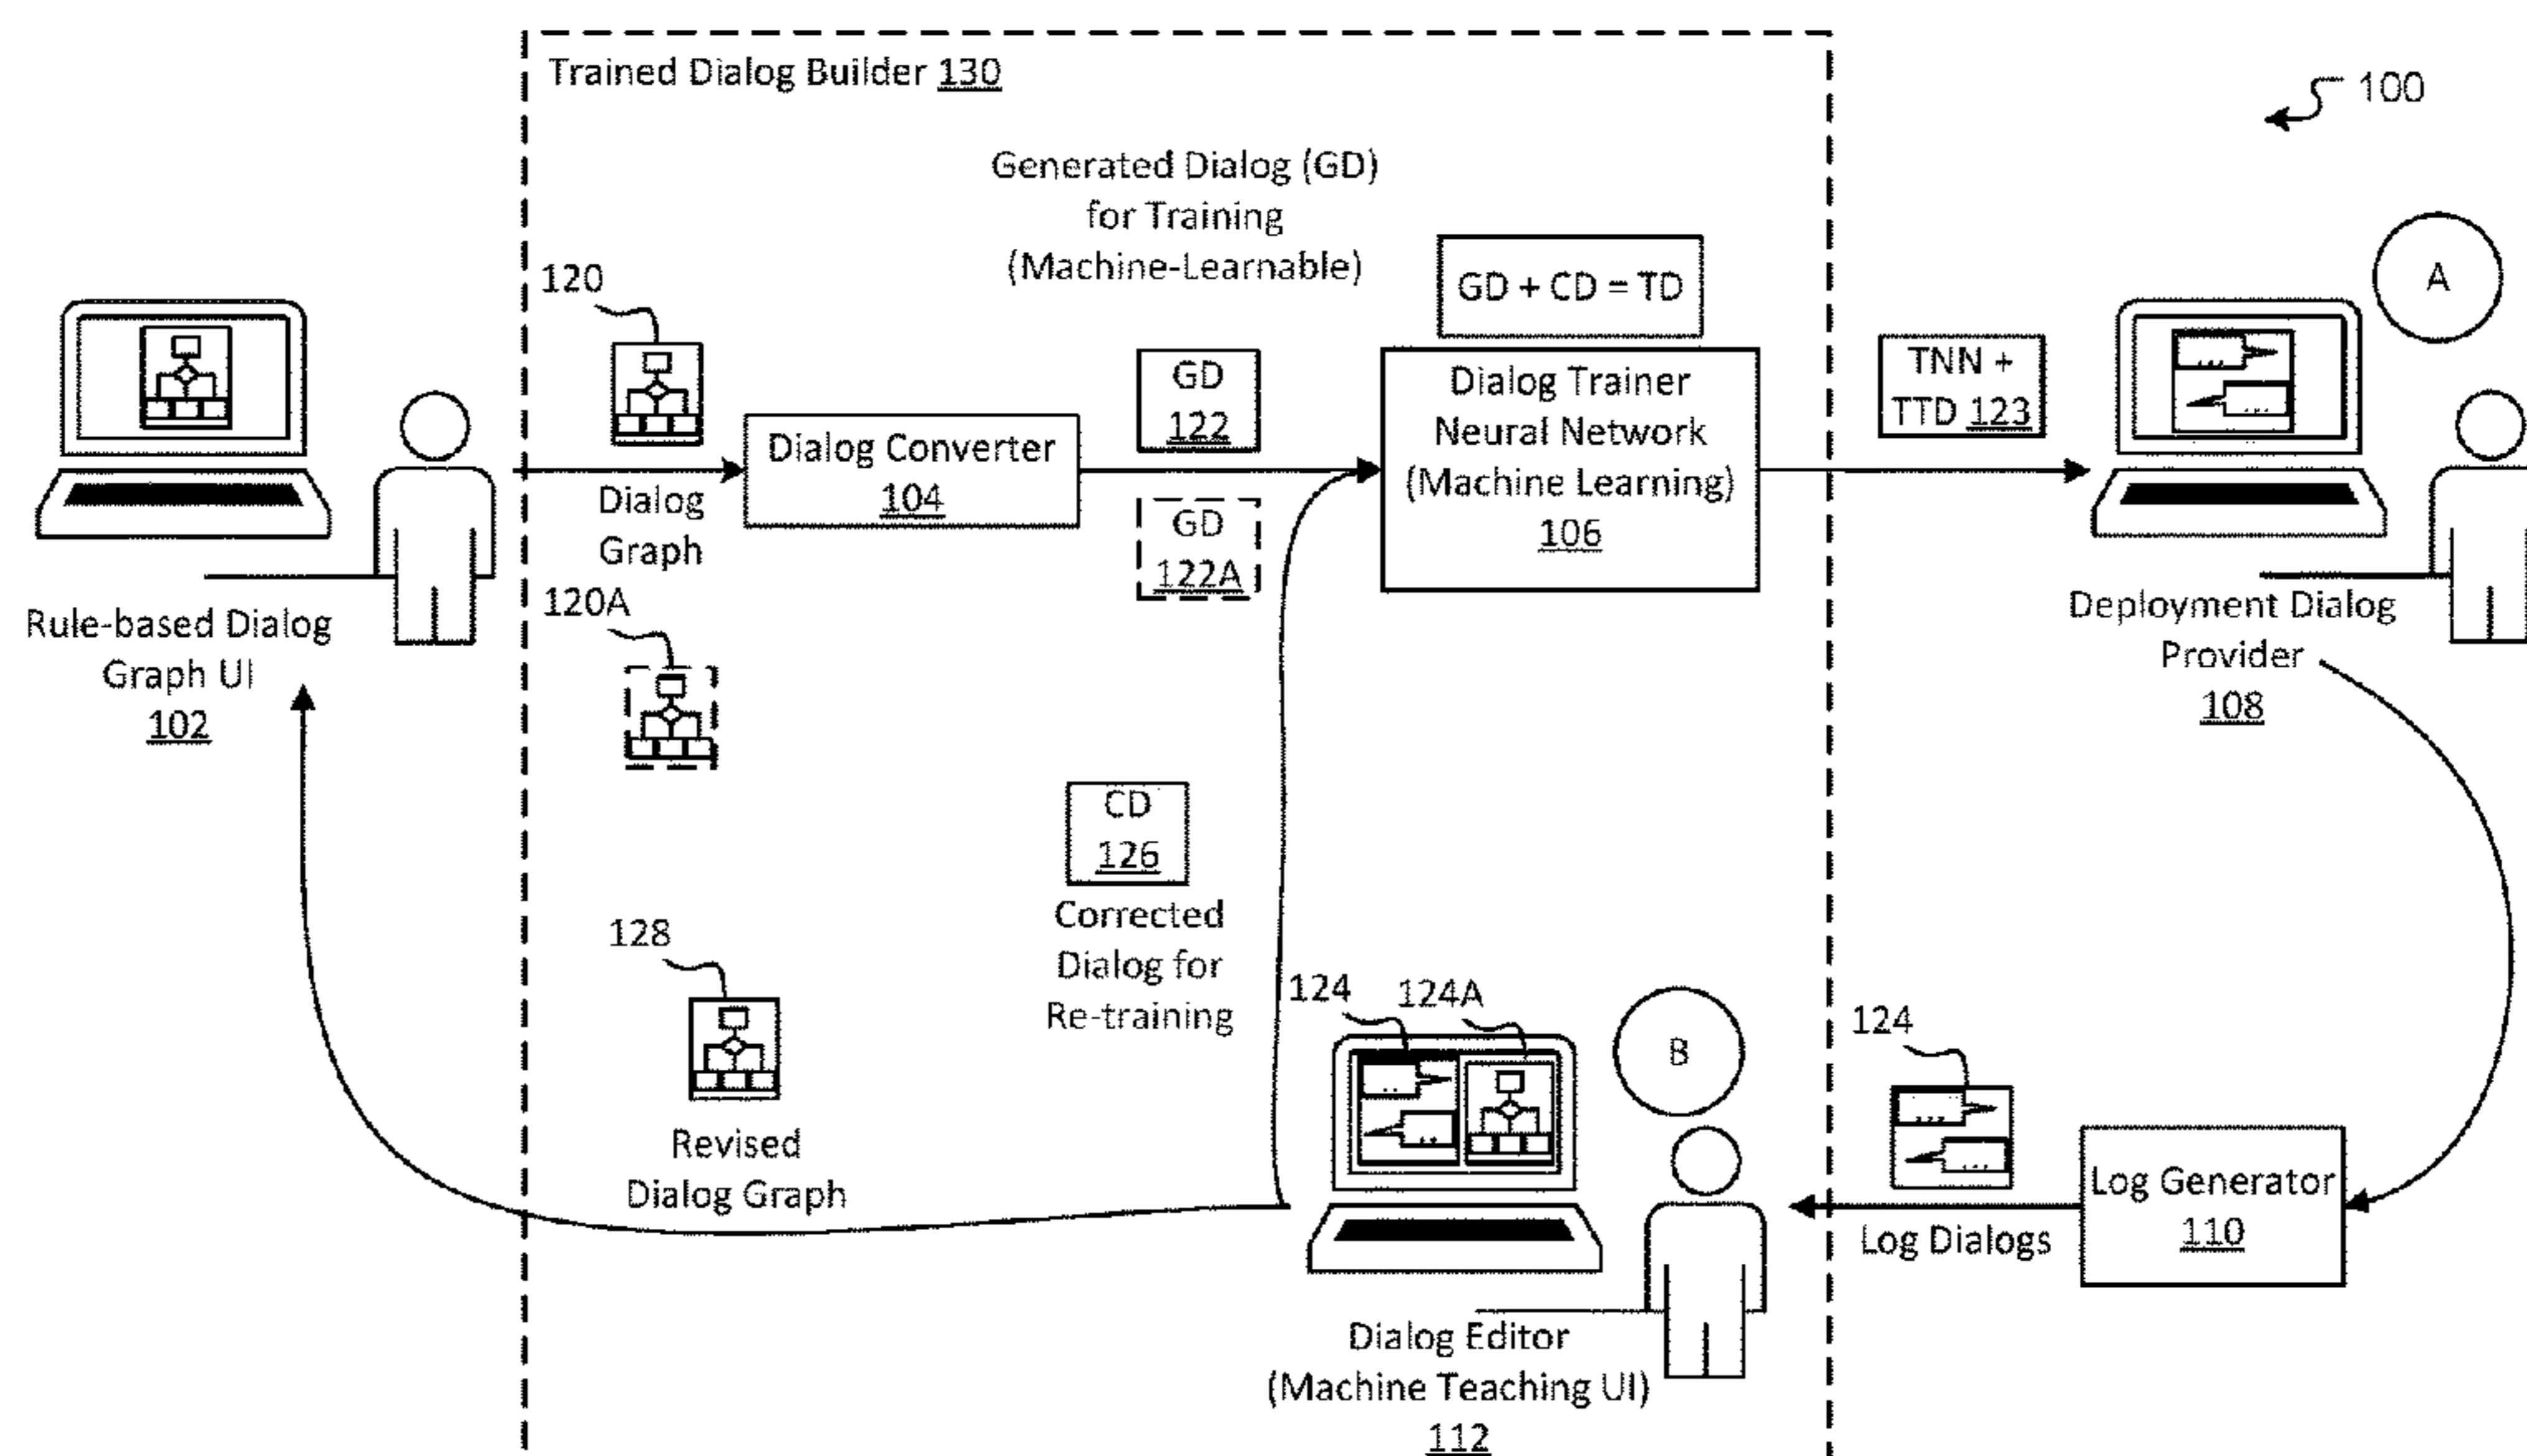 Trained Dialog Builder 130
100
Generated Dialog (GD)
for Training
(Machine-Learnable)
120
GD + CD = TD
A
GD
122
Dialog Trainer
Neural Network
(Machine Learning)
106
TNN +
TTD 123
Dialog Converter
104
Dialog
Graph
GD
122A
120A
Rule-based Dialog
Graph UI
102
Deployment Dialog
Provider
108
CD
126
Corrected
Dialog for
Re-training
128
Revised
Dialog Graph
124
124A
B
124
Log Dialogs
Log Generator
110
Dialog Editor
(Machine Teaching UI)
112